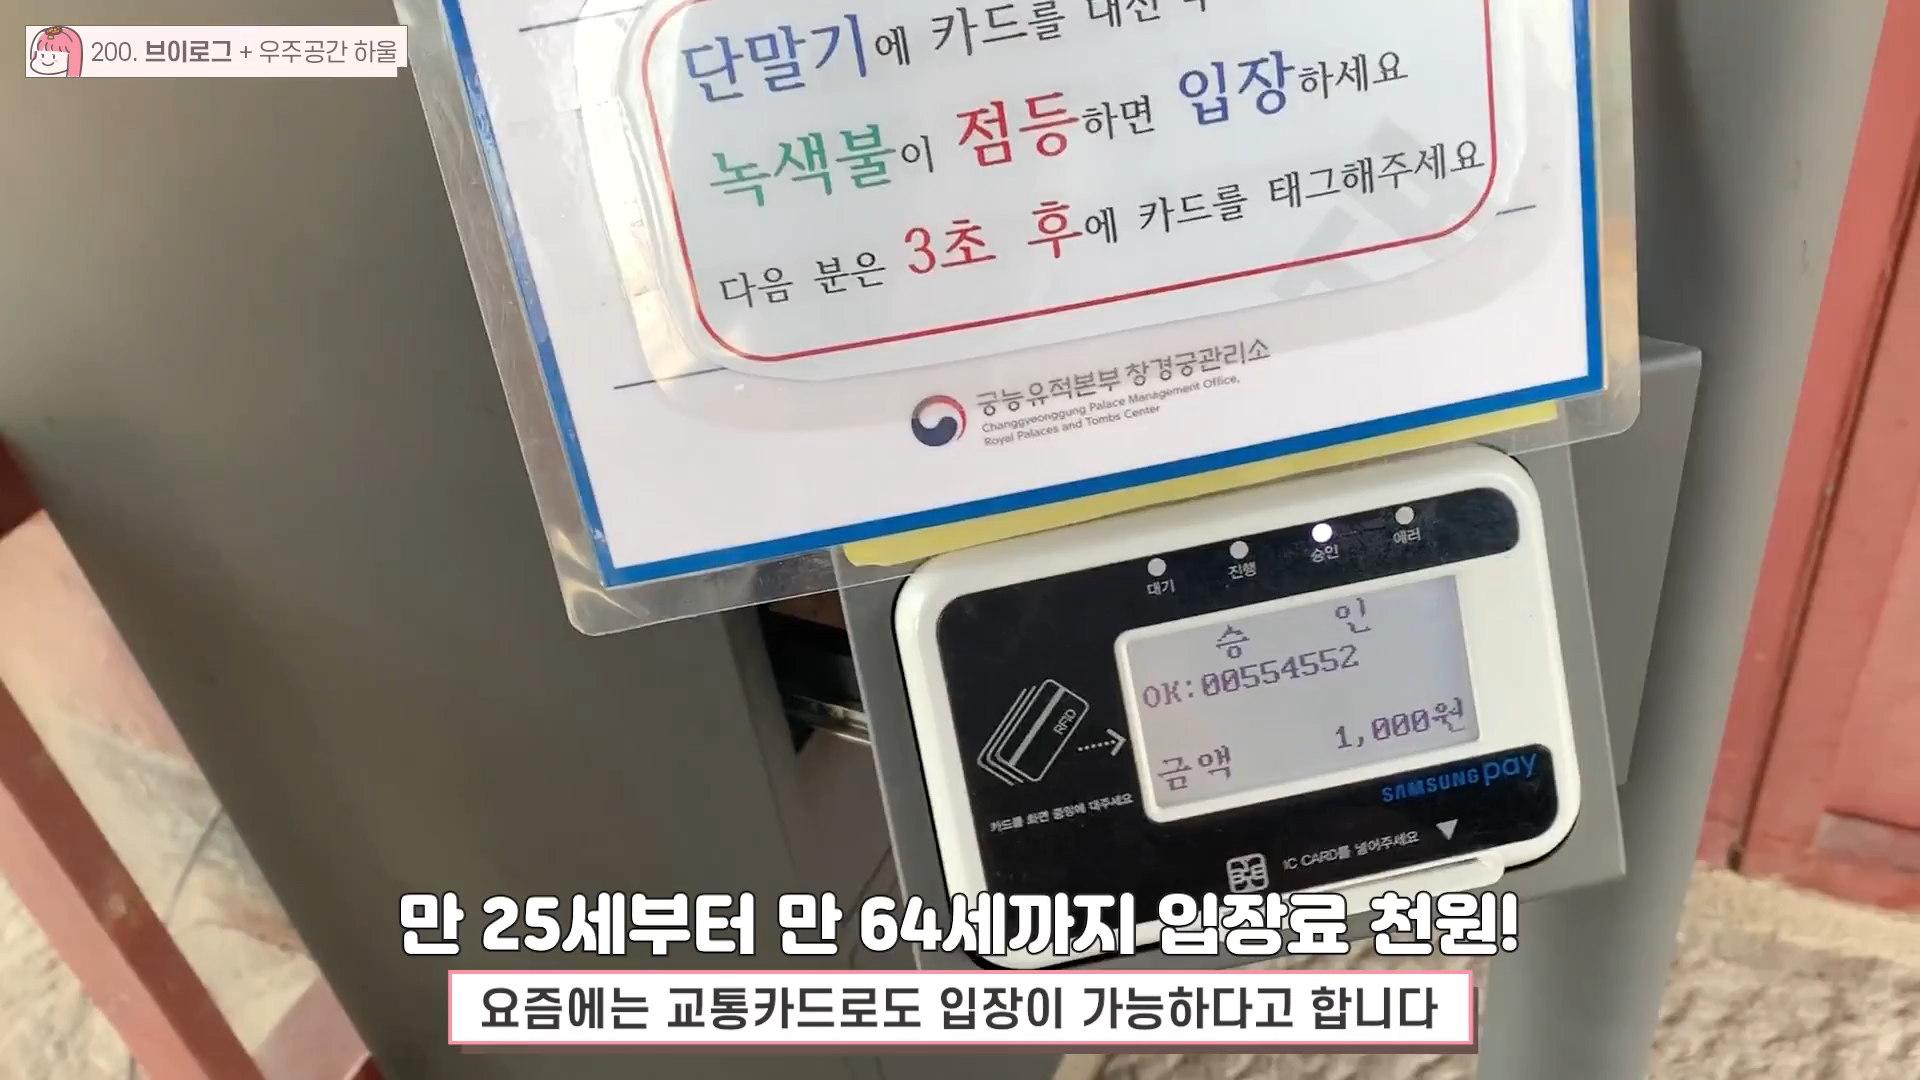 200. 브이로그 + 우주공간 하울
단말기에 카드를 대신
녹색불이 점등하면 입장하세요
다음 분은 3초 후에 카드를 태그해주세요
궁능유적본부 창경궁관리소
Changgyeonggung Palace Management Office,
Royal Palaces and Tombs Center
대기 진행 승인 에러
승 인
OK:00554552
금액 1,000원
RFID
카드를 화면 중앙에 대주세요
SAMSUNG pay
IC CARD를 넣어주세요
만 25세부터 만 64세까지 입장료 천원!
요즘에는 교통카드로도 입장이 가능하다고 합니다